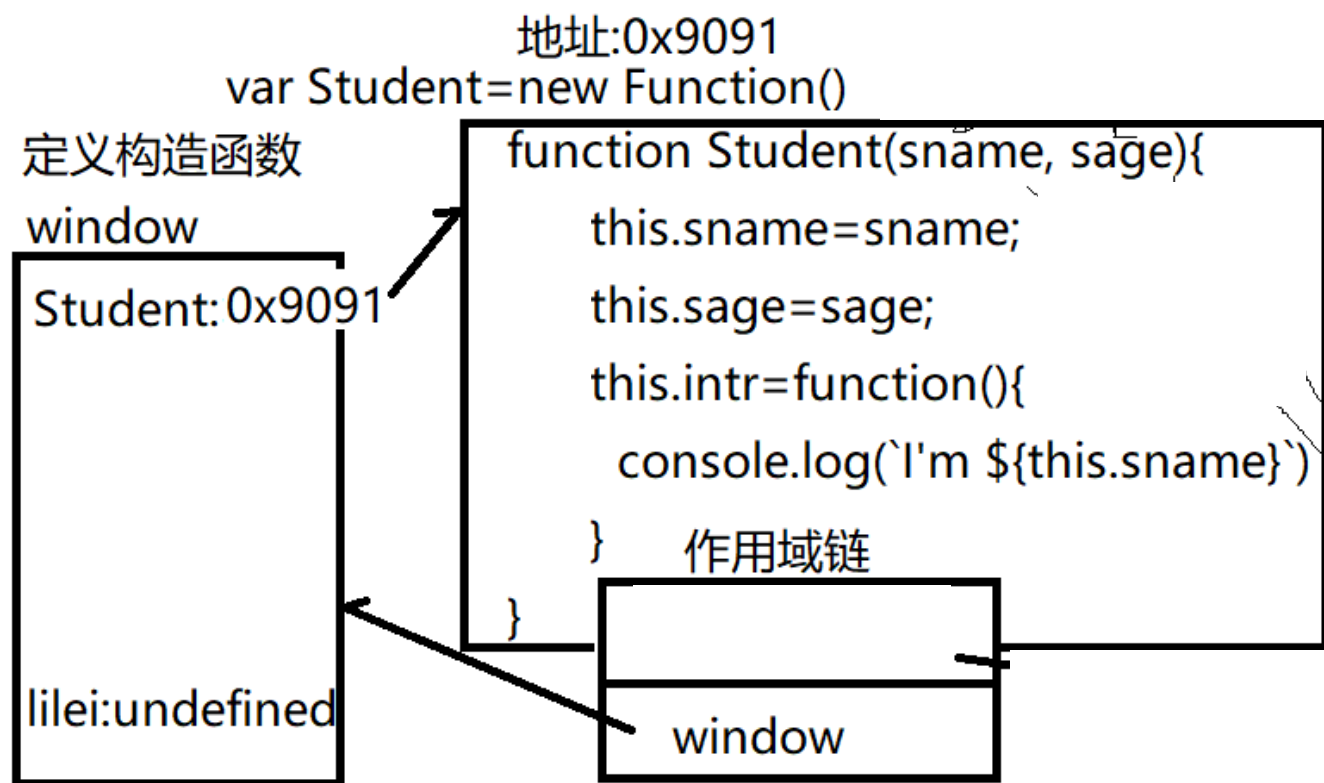 地址:0x9091
var Student=new Function()
定义构造函数
window
Student: 0x9091
lilei:undefined
function Student(sname, sage){
this.sname=sname;
this.sage=sage;
this.intr=function(){
console.log(`I'm ${this.sname}`)
}
作用域链
}
window